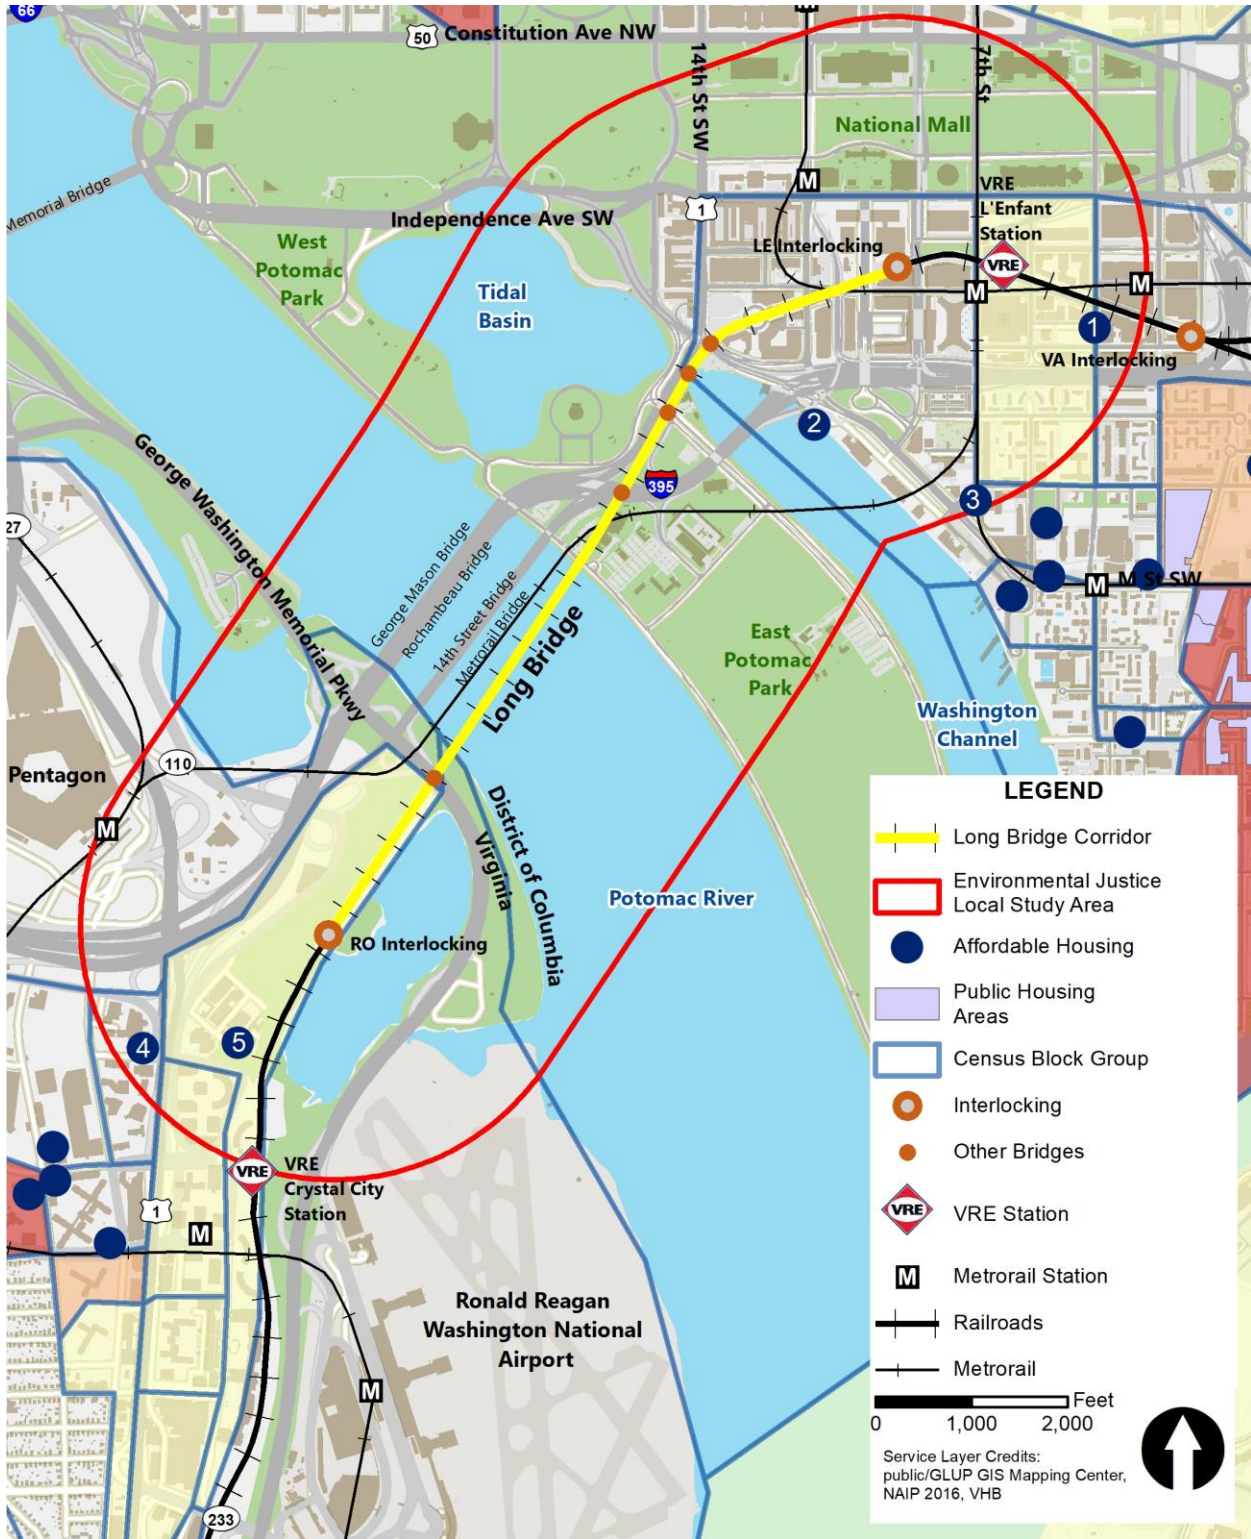 66
50
Constitution Ave NW
M
14th St SW
7th St
National Mall
Memorial Bridge
M
VRE
L'Enfant
Station
1
Independence Ave SW
West
Potomac
Park
LE Interlocking
VRE
Tidal
Basin
M
M
1
VA Interlocking
2
George Washington Memorial Pkwy
395
3
27
George Mason Bridge
Rochambeau Bridge
14th Street Bridge
Metrorail Bridge
Long Bridge
M
M St SW
East
Potomac
Park
Washington
Channel
110
Pentagon
M
District of Columbia
Virginia
Potomac River
RO Interlocking
4
5
VRE
VRE
Crystal City
Station
1
M
Ronald Reagan
Washington National
Airport
M
233
LEGEND
Long Bridge Corridor
Environmental Justice
Local Study Area
Affordable Housing
Public Housing
Areas
Census Block Group
Interlocking
Other Bridges
VRE
VRE Station
M
Metrorail Station
Railroads
Metrorail
Feet
0 1,000 2,000
Service Layer Credits:
public/GLUP GIS Mapping Center,
NAIP 2016, VHB